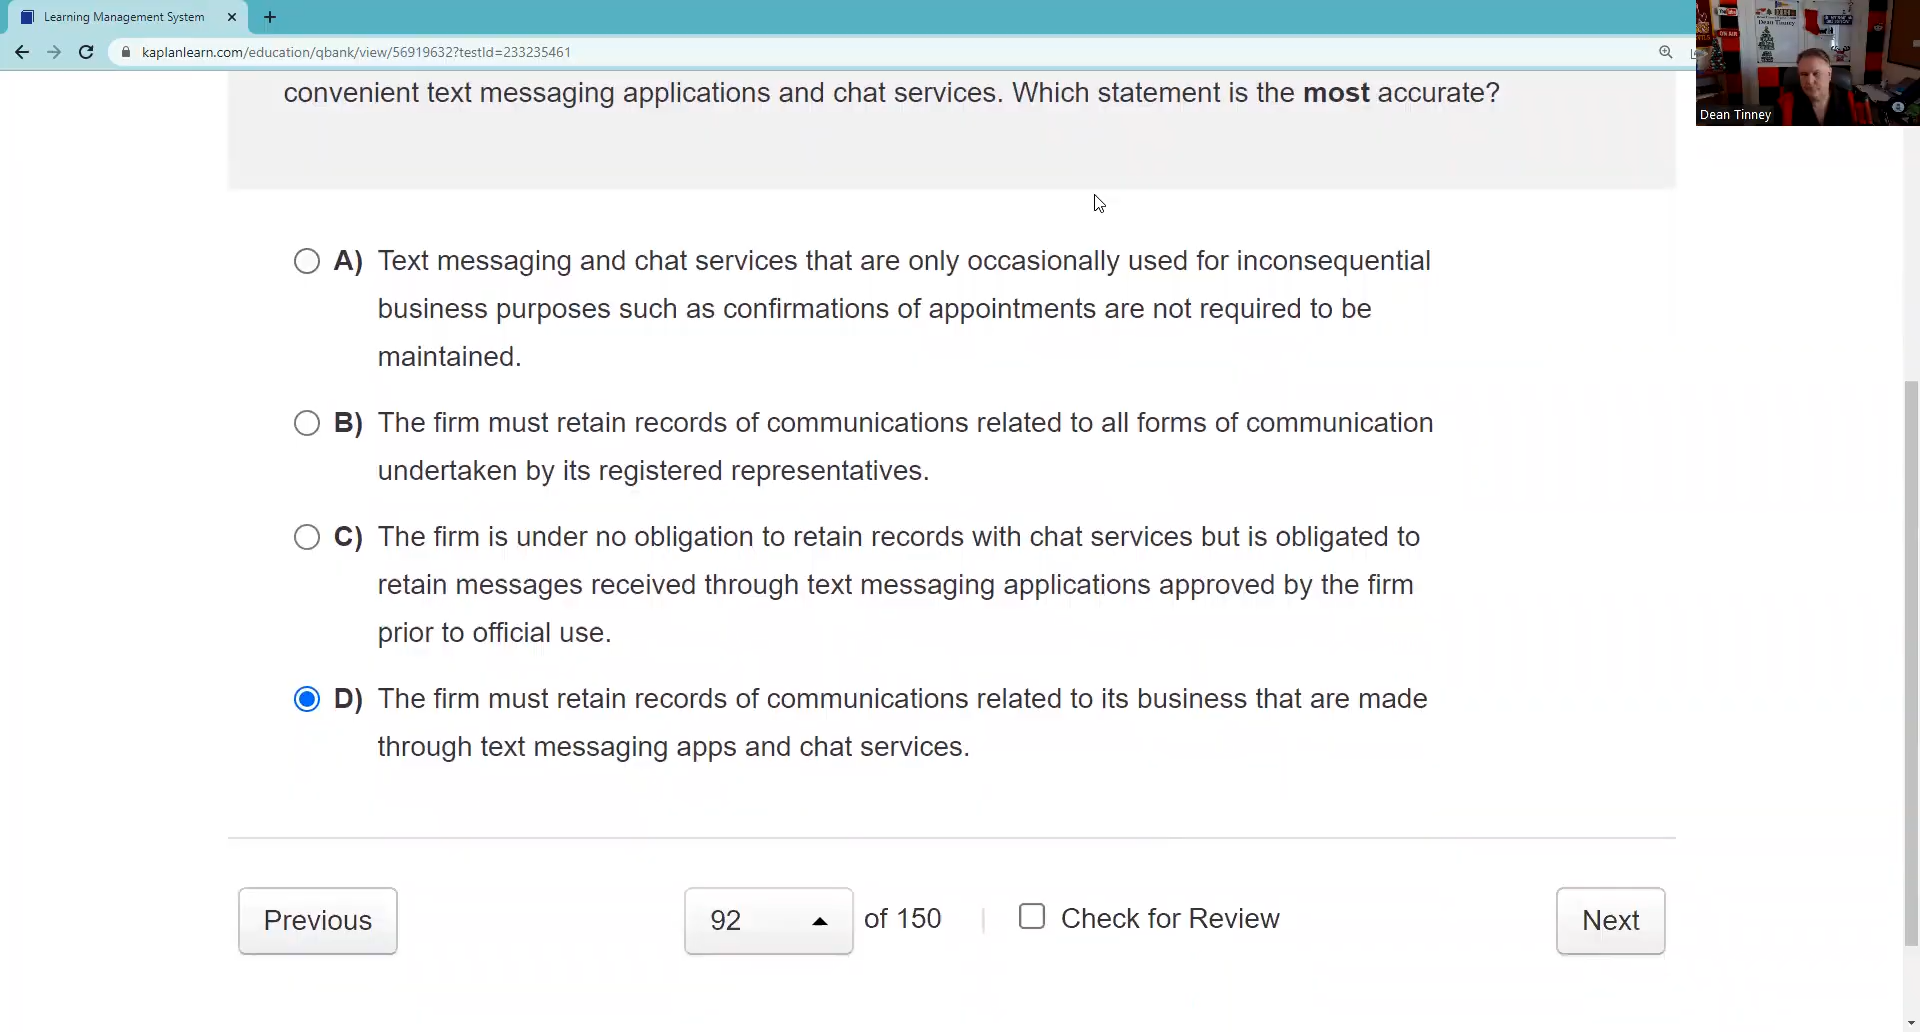 Learning Management System
kaplanlearn.com/education/qbank/view/56919632?testId=233235461
Dean Tinney
convenient text messaging applications and chat services. Which statement is the most accurate?
A) Text messaging and chat services that are only occasionally used for inconsequential
business purposes such as confirmations of appointments are not required to be
maintained.
B) The firm must retain records of communications related to all forms of communication
undertaken by its registered representatives.
C) The firm is under no obligation to retain records with chat services but is obligated to
retain messages received through text messaging applications approved by the firm
prior to official use.
D) The firm must retain records of communications related to its business that are made
through text messaging apps and chat services.
Previous
92
of 150
Check for Review
Next